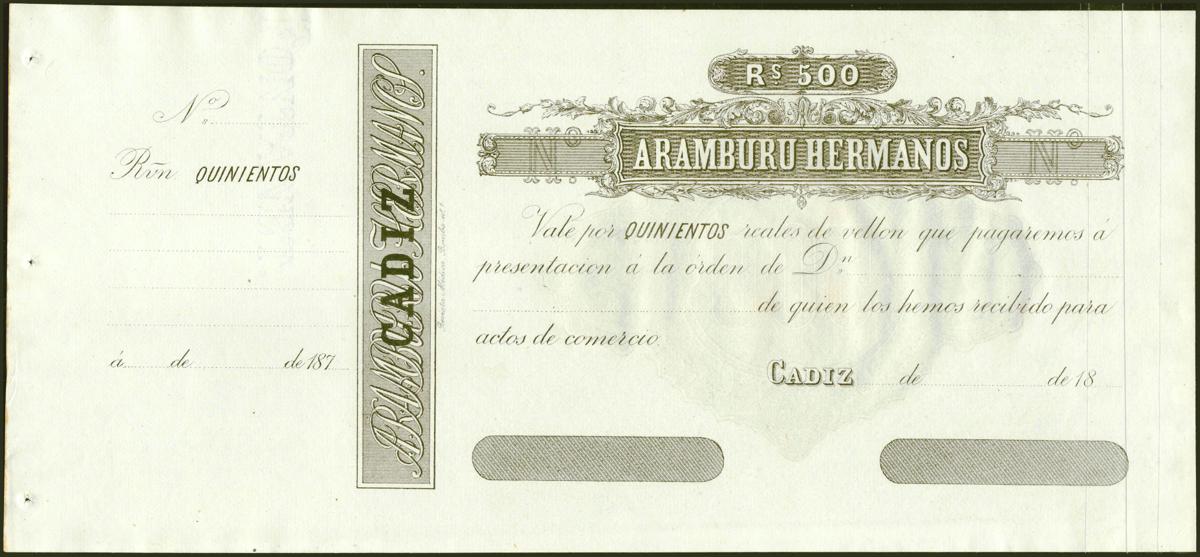 Nº
Rvn QUINIENTOS
á de de 187
ARAMBURU HERMANOS.
CADIZ
RS 500
Nº ARAMBURU HERMANOS Nº
Vale por QUINIENTOS reales de vellon que pagaremos á
presentacion á la órden de Dn
de quien los hemos recibido para
actos de comercio.
CADIZ de de 18